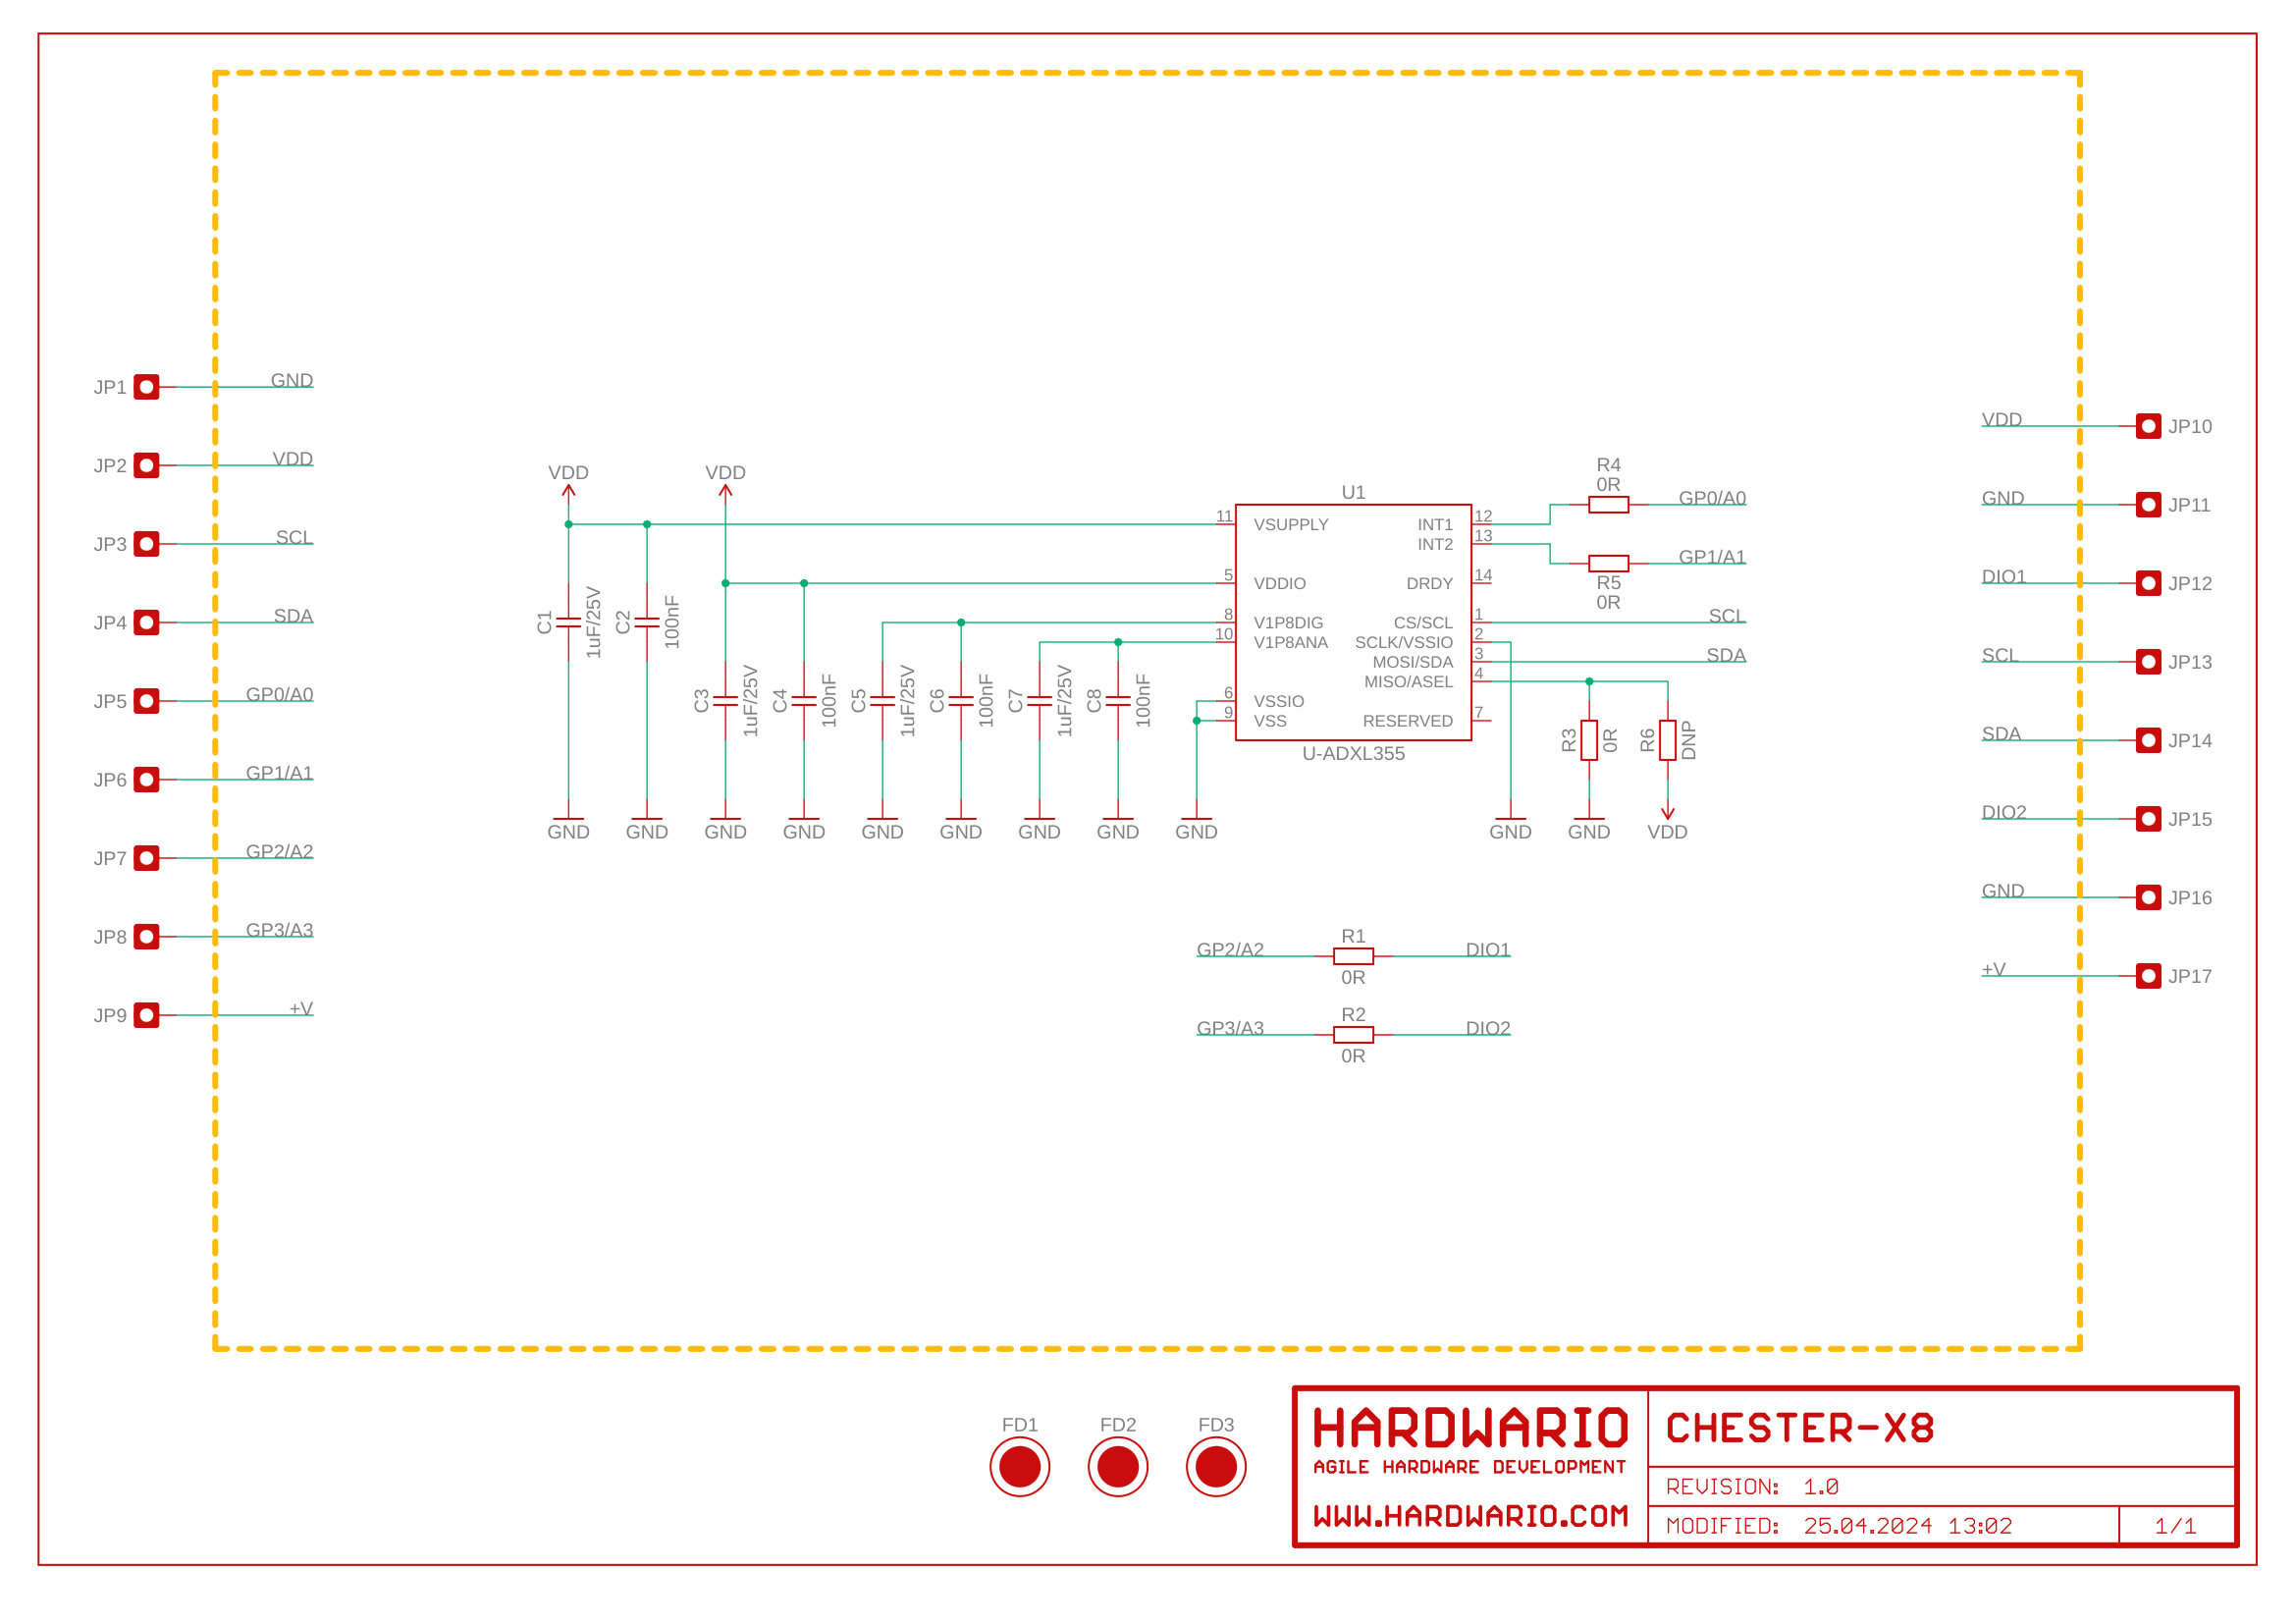 JP1
GND
JP2
VDD
JP3
SCL
JP4
SDA
JP5
GP0/A0
JP6
GP1/A1
JP7
GP2/A2
JP8
GP3/A3
JP9
+V
VDD
VDD
C1
1uF/25V
C2
100nF
C3
1uF/25V
C4
100nF
C5
1uF/25V
C6
100nF
C7
1uF/25V
C8
100nF
GND
GND
GND
GND
GND
GND
GND
GND
GND
U1
11
VSUPPLY
5
VDDIO
8
V1P8DIG
10
V1P8ANA
6
VSSIO
9
VSS
INT1
12
INT2
13
DRDY
14
CS/SCL
1
SCLK/VSSIO
2
MOSI/SDA
3
MISO/ASEL
4
RESERVED
7
U-ADXL355
R4
0R
GP0/A0
GP1/A1
R5
0R
SCL
SDA
R3
0R
R6
DNP
GND
GND
VDD
GP2/A2
R1
0R
DIO1
GP3/A3
R2
0R
DIO2
VDD
JP10
GND
JP11
DIO1
JP12
SCL
JP13
SDA
JP14
DIO2
JP15
GND
JP16
+V
JP17
FD1
FD2
FD3
HARDWARIO
AGILE HARDWARE DEVELOPMENT
WWW.HARDWARIO.COM
CHESTER-X8
REVISION: 1.0
MODIFIED: 25.04.2024 13:02
1/1